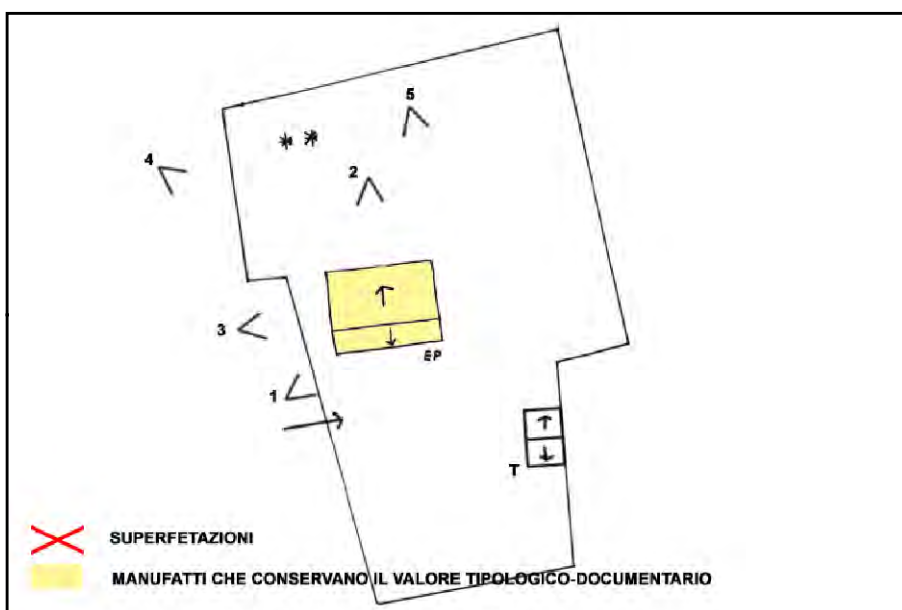 5
4
2
3
EP
1
T
SUPERFETAZIONI
MANUFATTI CHE CONSERVANO IL VALORE TIPOLOGICO-DOCUMENTARIO